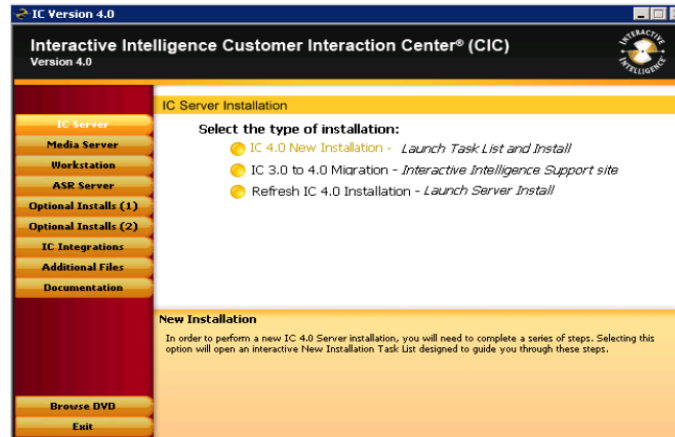 IC Version 4.0
Interactive Intelligence Customer Interaction Center® (CIC)
Version 4.0
INTERACTIVE
INTELLIGENCE
IC Server Installation
Select the type of installation:
IC 4.0 New Installation - Launch Task List and Install
IC 3.0 to 4.0 Migration - Interactive Intelligence Support site
Refresh IC 4.0 Installation - Launch Server Install
IC Server
Media Server
Workstation
ASR Server
Optional Installs (1)
Optional Installs (2)
IC Integrations
Additional Files
Documentation
New Installation
In order to perform a new IC 4.0 Server installation, you will need to complete a series of steps. Selecting this
option will open an interactive New Installation Task List designed to guide you through these steps.
Browse DVD
Exit